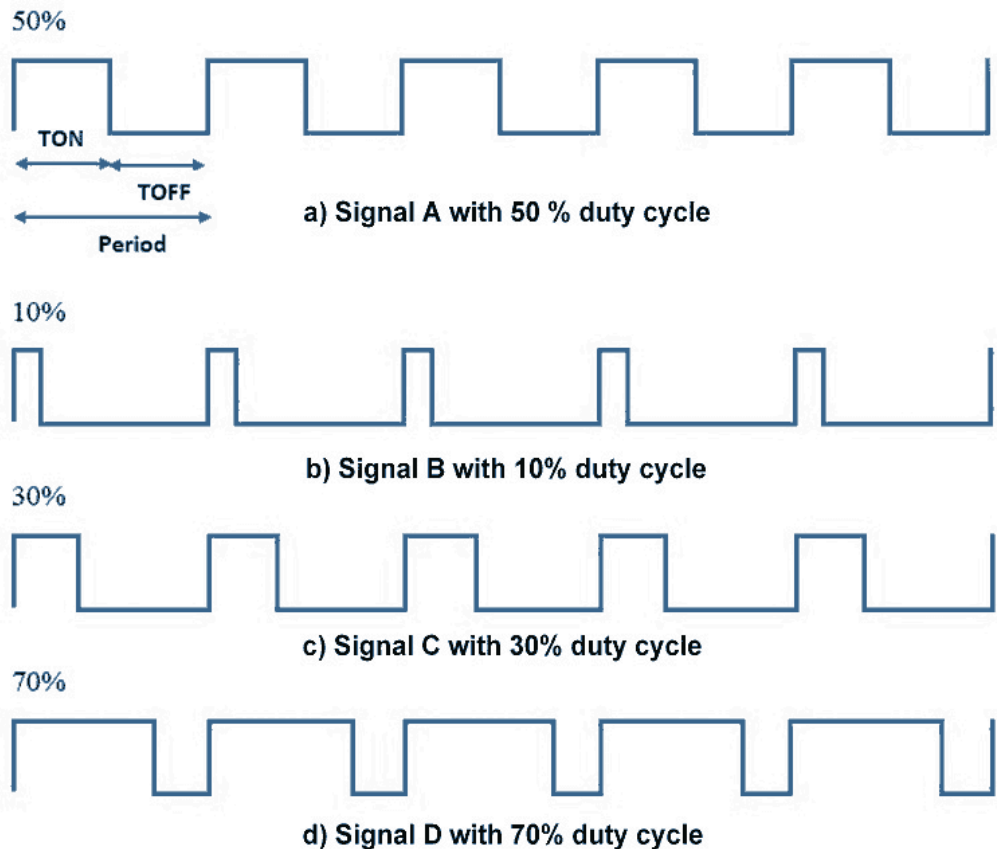 50%
TON
TOFF
a) Signal A with 50 % duty cycle
Period
10%
b) Signal B with 10% duty cycle
30%
c) Signal C with 30% duty cycle
70%
d) Signal D with 70% duty cycle